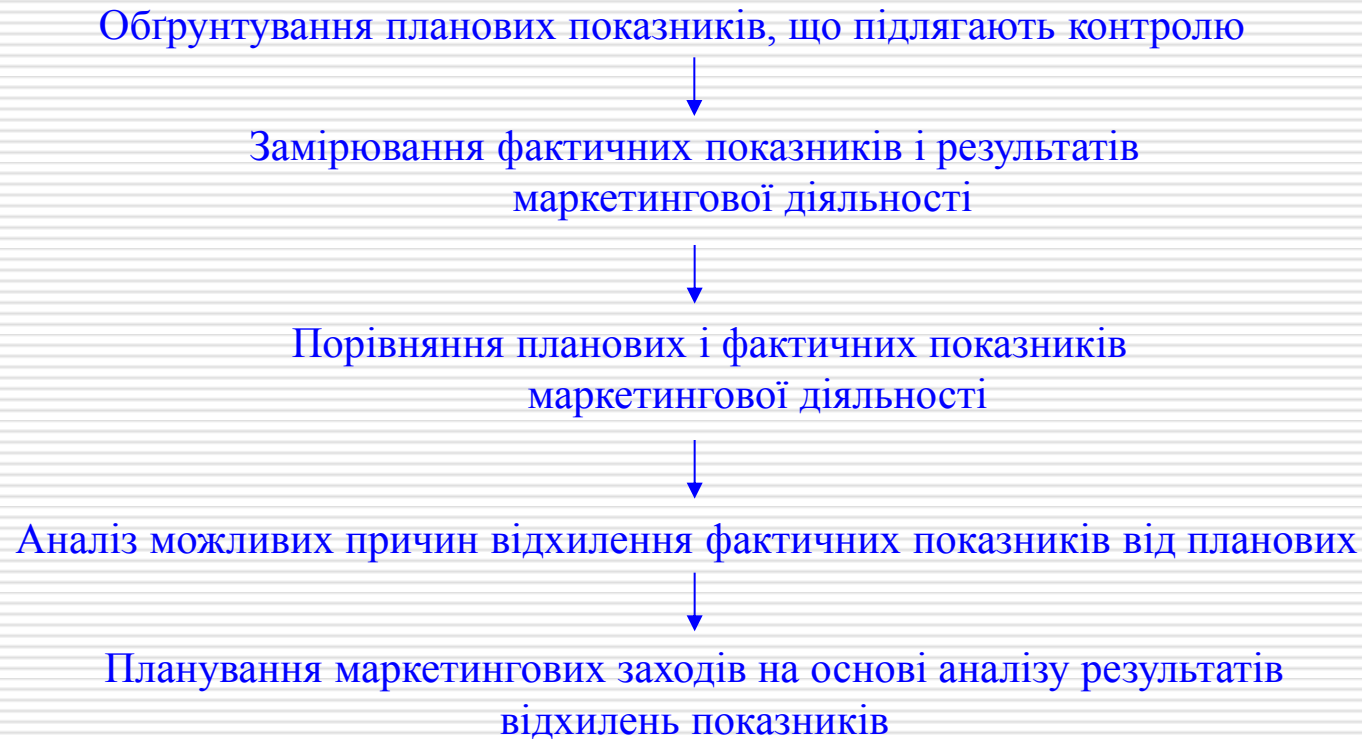 Обґрунтування планових показників, що підлягають контролю
Замірювання фактичних показників і результатів
маркетингової діяльності
Порівняння планових і фактичних показників
маркетингової діяльності
Аналіз можливих причин відхилення фактичних показників від планових
Планування маркетингових заходів на основі аналізу результатів
відхилень показників